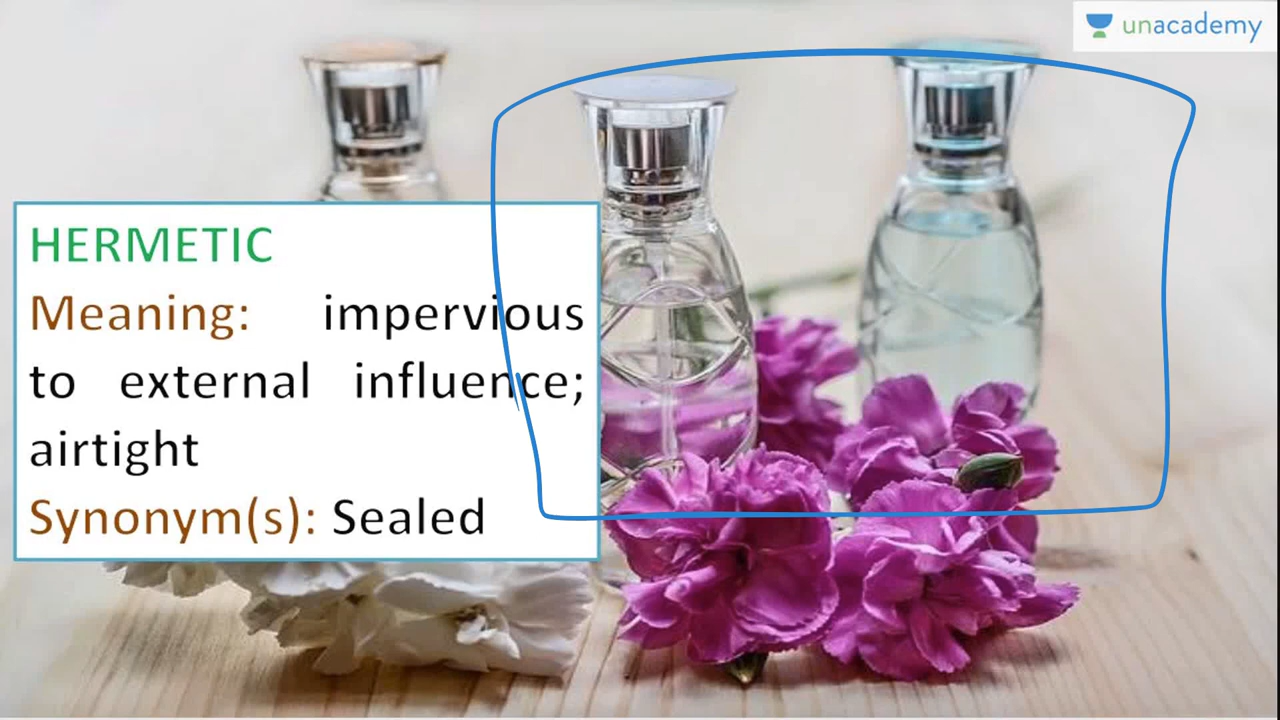 unacademy
HERMETIC
Meaning: impervious
to external influence;
airtight
Synonym(s): Sealed